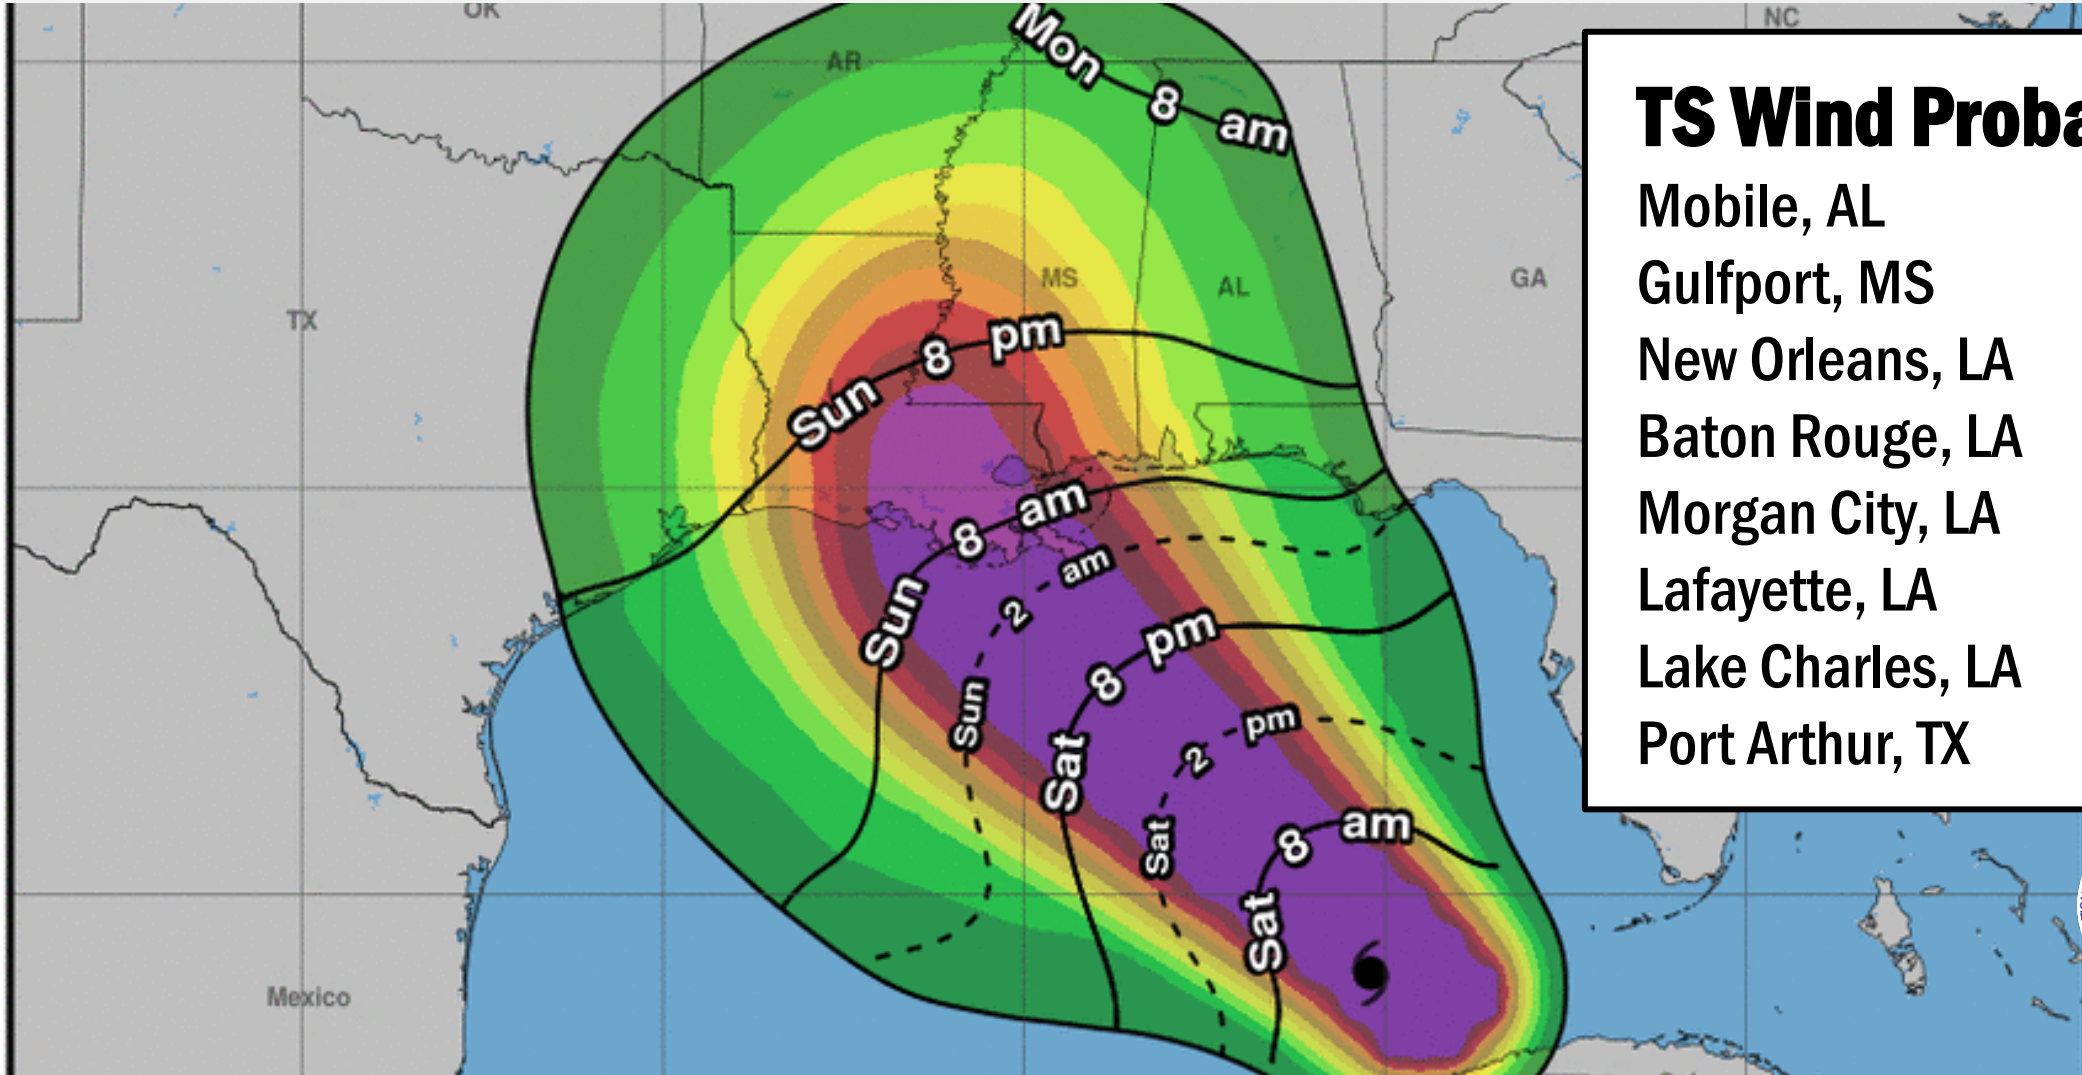 OK
NC
AR
Mon 8 am
TS Wind Proba
Mobile, AL
Gulfport, MS
New Orleans, LA
Baton Rouge, LA
Morgan City, LA
Lafayette, LA
Lake Charles, LA
Port Arthur, TX
TX
MS
AL
GA
Sun 8 pm
Sun 8 am
Sun 2 am
Sat 8 pm
Sat 2 pm
Sat 8 am
Mexico